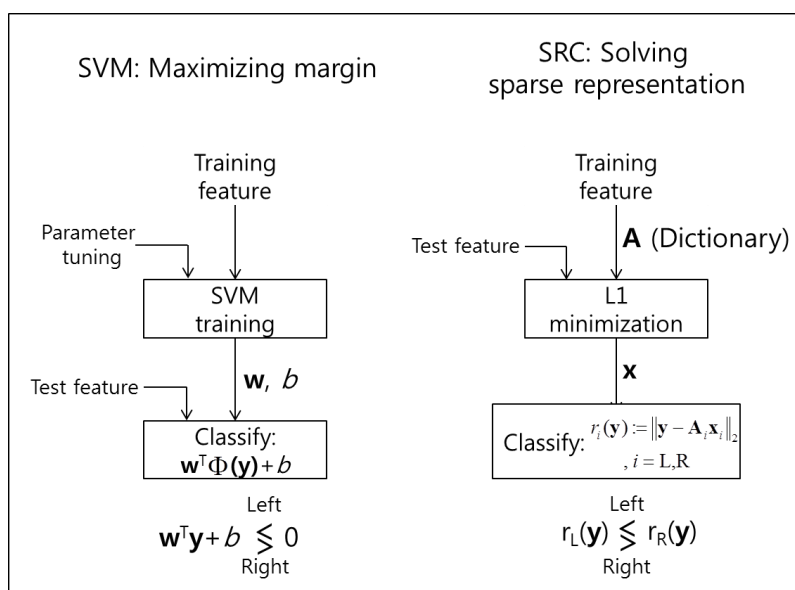 SVM: Maximizing margin
Training
feature
Parameter
tuning
SVM
training
w, b
Test feature
Classify:
wᵀΦ(y)+b
Left
wᵀy+b ≶ 0
Right
SRC: Solving
sparse representation
Training
feature
A (Dictionary)
Test feature
L1
minimization
x
Classify: rᵢ(y) := ‖y − Aᵢxᵢ‖₂
, i = L,R
Left
r_L(y) ≶ r_R(y)
Right